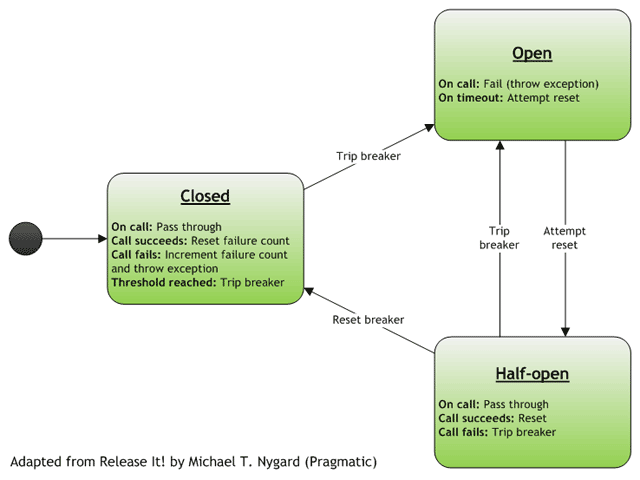 Open
On call: Fail (throw exception)
On timeout: Attempt reset
Trip breaker
Closed
On call: Pass through
Call succeeds: Reset failure count
Call fails: Increment failure count
and throw exception
Threshold reached: Trip breaker
Trip
breaker
Attempt
reset
Reset breaker
Half-open
On call: Pass through
Call succeeds: Reset
Call fails: Trip breaker
Adapted from Release It! by Michael T. Nygard (Pragmatic)